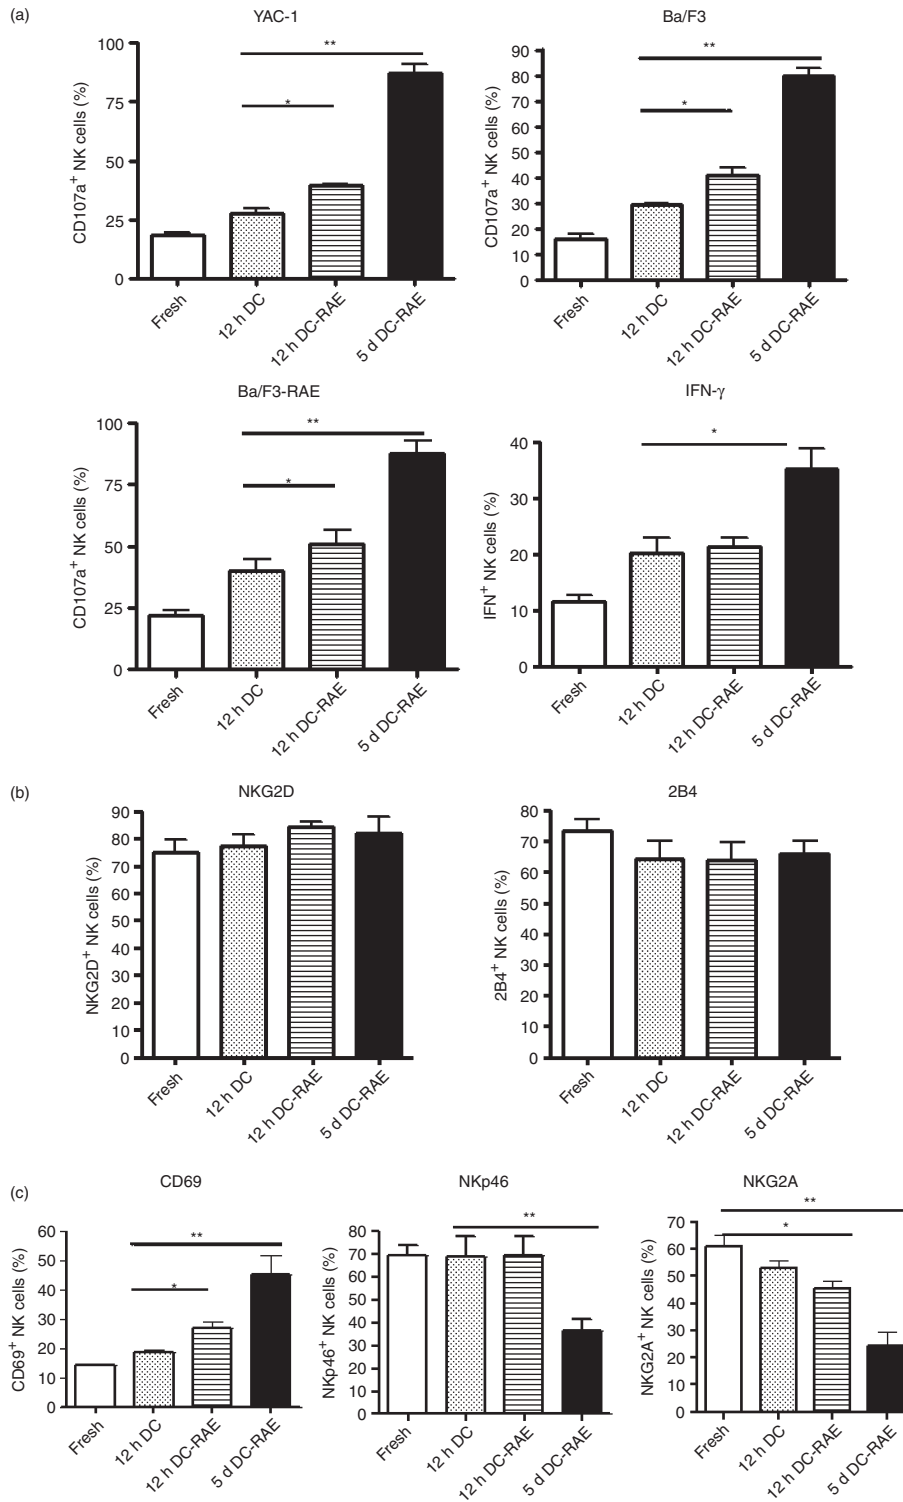 (a)
YAC-1
CD107a+ NK cells (%)
100
75
50
25
0
**
*
Fresh
12 h DC
12 h DC-RAE
5 d DC-RAE
Ba/F3
CD107a+ NK cells (%)
90
80
70
60
50
40
30
20
10
0
**
*
Fresh
12 h DC
12 h DC-RAE
5 d DC-RAE
Ba/F3-RAE
CD107a+ NK cells (%)
100
75
50
25
0
**
*
Fresh
12 h DC
12 h DC-RAE
5 d DC-RAE
IFN-γ
IFN+ NK cells (%)
40
30
20
10
0
*
Fresh
12 h DC
12 h DC-RAE
5 d DC-RAE
(b)
NKG2D
NKG2D+ NK cells (%)
90
80
70
60
50
40
30
20
10
0
Fresh
12 h DC
12 h DC-RAE
5 d DC-RAE
2B4
2B4+ NK cells (%)
80
70
60
50
40
30
20
10
0
Fresh
12 h DC
12 h DC-RAE
5 d DC-RAE
(c)
CD69
CD69+ NK cells (%)
60
50
40
30
20
10
0
**
*
Fresh
12 h DC
12 h DC-RAE
5 d DC-RAE
NKp46
NKp46+ NK cells (%)
80
70
60
50
40
30
20
10
0
**
Fresh
12 h DC
12 h DC-RAE
5 d DC-RAE
NKG2A
NKG2A+ NK cells (%)
70
60
50
40
30
20
10
0
**
*
Fresh
12 h DC
12 h DC-RAE
5 d DC-RAE